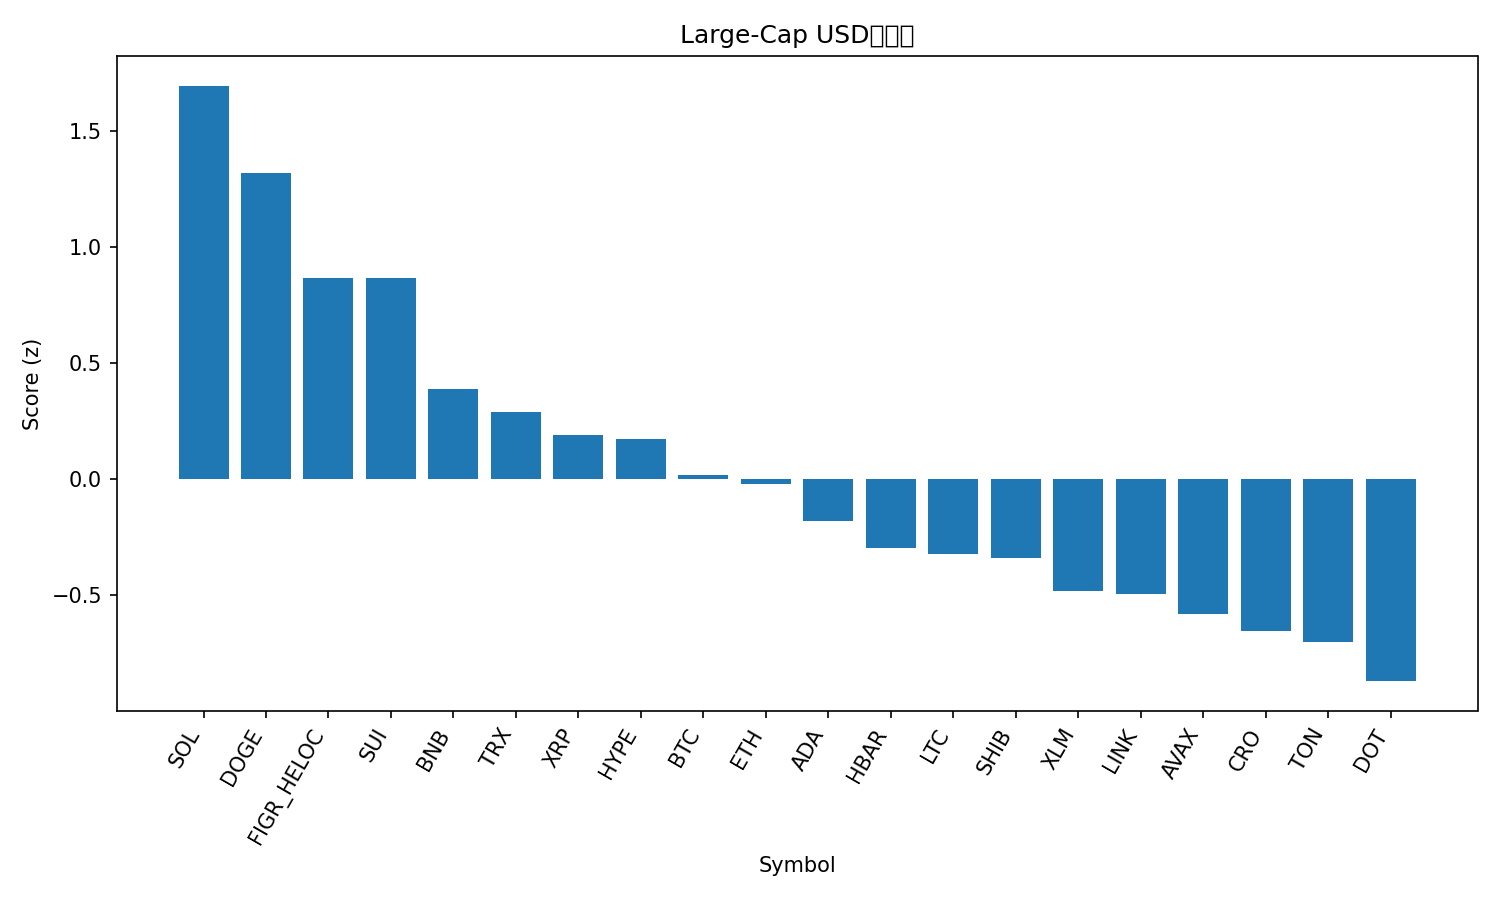 Large-Cap USD
Score (z)
1.5
1.0
0.5
0.0
−0.5
SOL
DOGE
FIGR_HELOC
SUI
BNB
TRX
XRP
HYPE
BTC
ETH
ADA
HBAR
LTC
SHIB
XLM
LINK
AVAX
CRO
TON
DOT
Symbol